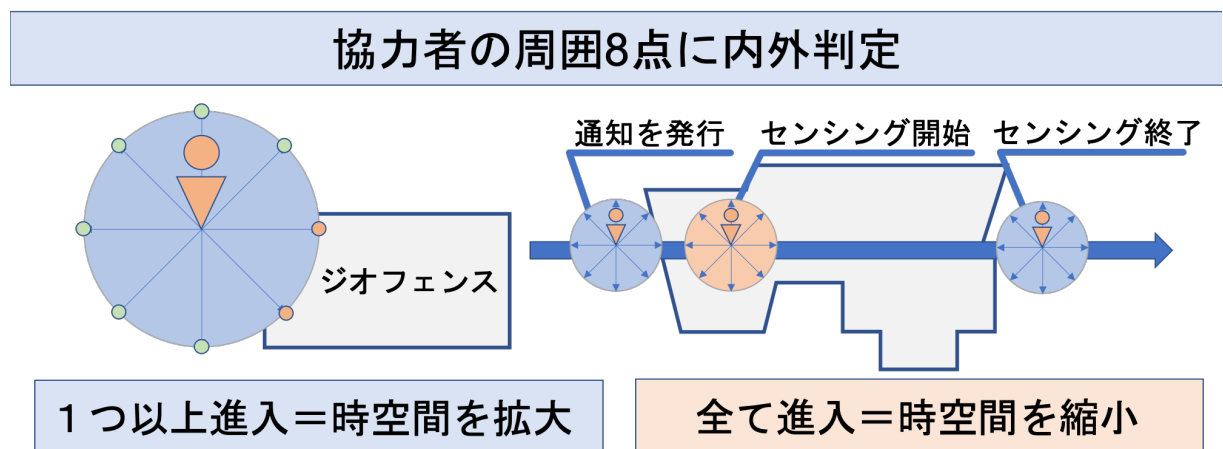 協力者の周囲8点に内外判定
通知を発行
センシング開始
センシング終了
ジオフェンス
１つ以上進入＝時空間を拡大
全て進入＝時空間を縮小